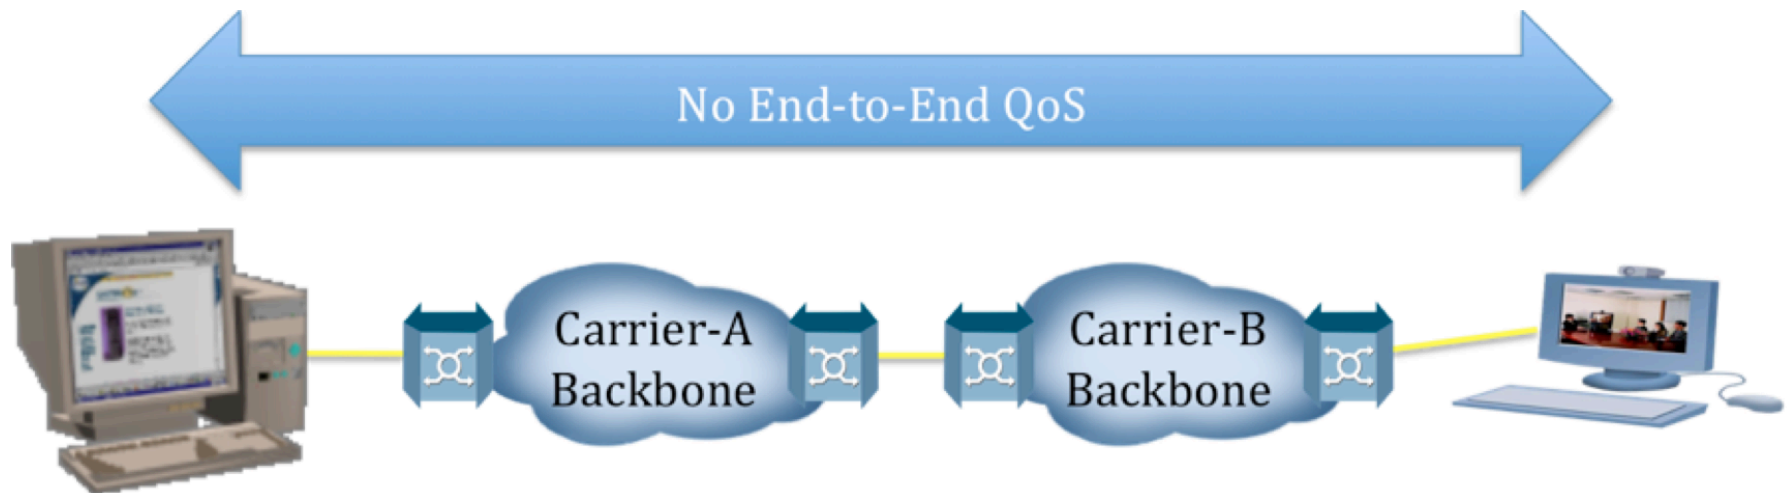 No End-to-End QoS
Carrier-A
Backbone
Carrier-B
Backbone